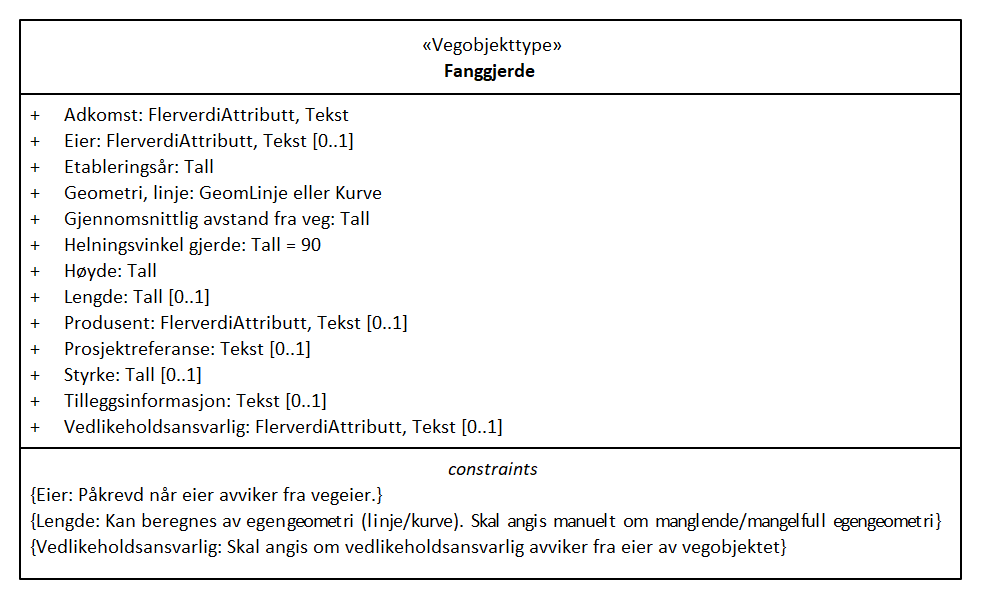 «Vegobjekttype»
Fanggjerde
+ Adkomst: FlerverdiAttributt, Tekst
+ Eier: FlerverdiAttributt, Tekst [0..1]
+ Etableringsår: Tall
+ Geometri, linje: GeomLinje eller Kurve
+ Gjennomsnittlig avstand fra veg: Tall
+ Helningsvinkel gjerde: Tall = 90
+ Høyde: Tall
+ Lengde: Tall [0..1]
+ Produsent: FlerverdiAttributt, Tekst [0..1]
+ Prosjektreferanse: Tekst [0..1]
+ Styrke: Tall [0..1]
+ Tilleggsinformasjon: Tekst [0..1]
+ Vedlikeholdsansvarlig: FlerverdiAttributt, Tekst [0..1]
constraints
{Eier: Påkrevd når eier avviker fra vegeier.}
{Lengde: Kan beregnes av egengeometri (linje/kurve). Skal angis manuelt om manglende/mangelfull egengeometri}
{Vedlikeholdsansvarlig: Skal angis om vedlikeholdsansvarlig avviker fra eier av vegobjektet}